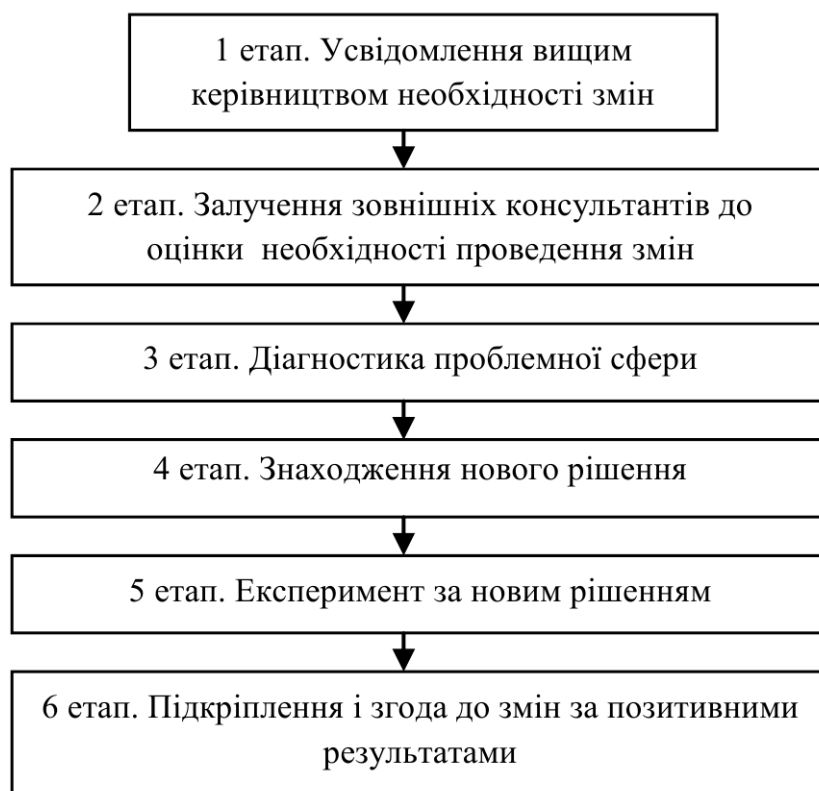 1 етап. Усвідомлення вищим
керівництвом необхідності змін
2 етап. Залучення зовнішніх консультантів до
оцінки необхідності проведення змін
3 етап. Діагностика проблемної сфери
4 етап. Знаходження нового рішення
5 етап. Експеримент за новим рішенням
6 етап. Підкріплення і згода до змін за позитивними
результатами